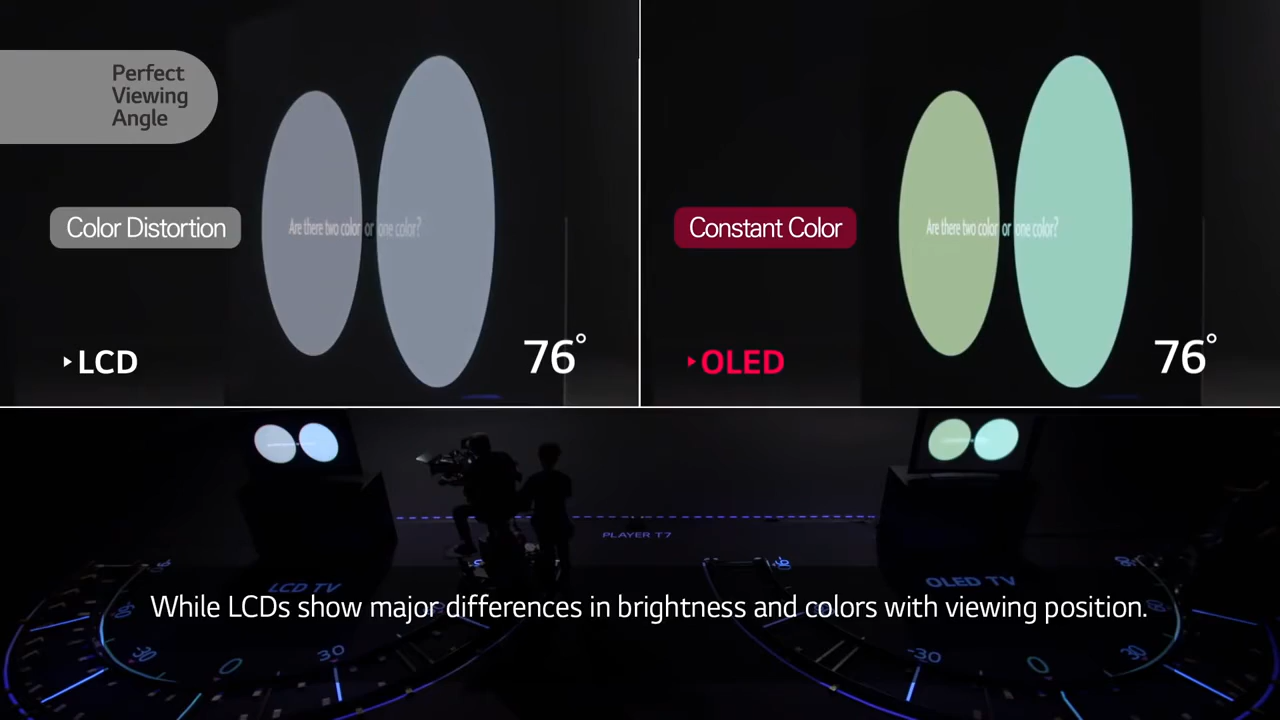 Perfect
Viewing
Angle
Color Distortion
Are there two color or one color?
LCD
76°
Constant Color
Are there two color or one color?
OLED
76°
PLAYER T7
LCD TV
OLED TV
While LCDs show major differences in brightness and colors with viewing position.
-30
0
30
-30
0
30